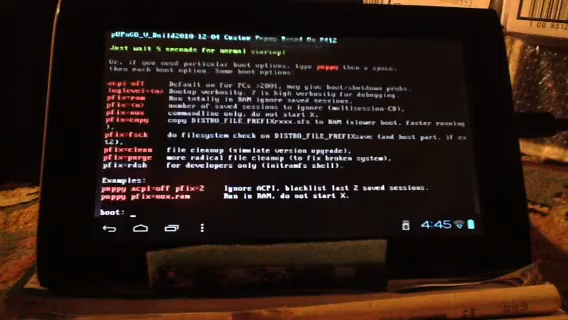 pUPnGO_V_Build2010-12-04 Custom Puppy Based On P412
Just wait 5 seconds for normal startup!
Or, if you need particular boot options, type puppy then a space,
then each boot option. Some boot options:
acpi=off Default on for PCs >2001, may give boot/shutdown probs.
loglevel=<n> Bootup verbosity. 7 is high verbosity for debugging.
pfix=ram Run totally in RAM ignore saved sessions.
pfix=<n> number of saved sessions to ignore (multisession-CD).
pfix=nox commandline only, do not start X.
pfix=copy copy DISTRO_FILE_PREFIXxxxx.sfs to RAM (slower boot, faster running
).
pfix=fsck do filesystem check on DISTRO_FILE_PREFIXsave (and host part, if ex
t2).
pfix=clean file cleanup (simulate version upgrade).
pfix=purge more radical file cleanup (to fix broken system).
pfix=rdsh for developers only (initramfs shell).
Examples:
puppy acpi=off pfix=2 Ignore ACPI, blacklist last 2 saved sessions.
puppy pfix=nox,ram Run in RAM, do not start X.
boot: _
4:45